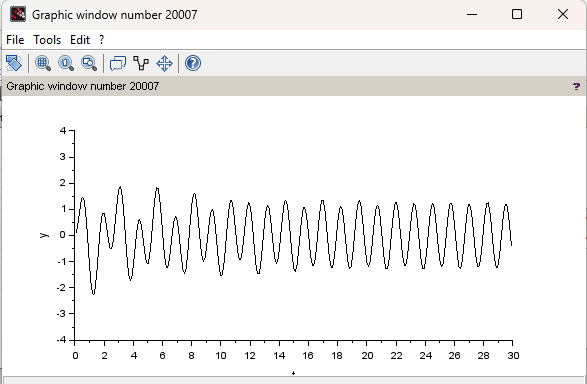 Graphic window number 20007
File Tools Edit ?
Graphic window number 20007 ?
4
3
2
1
0
-1
-2
-3
-4
y
0 2 4 6 8 10 12 14 16 18 20 22 24 26 28 30